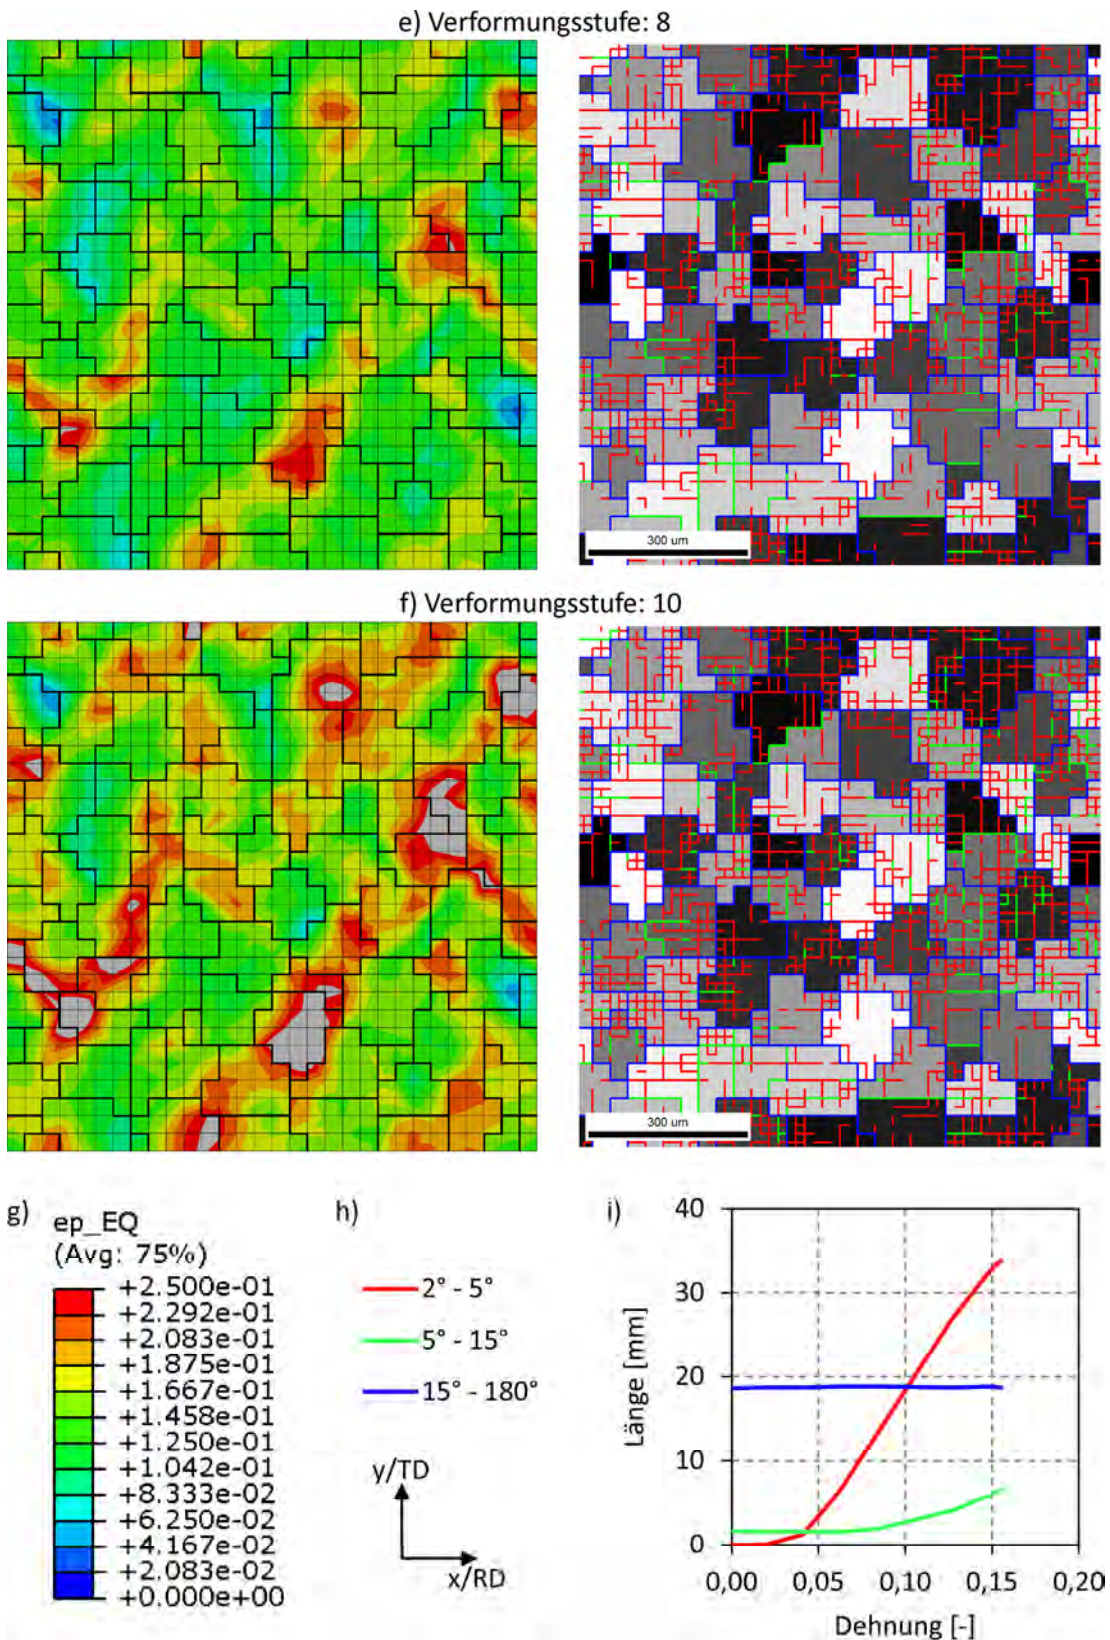 e) Verformungsstufe: 8
300 um
f) Verformungsstufe: 10
300 um
g)
ep_EQ
(Avg: 75%)
+2.500e-01
+2.292e-01
+2.083e-01
+1.875e-01
+1.667e-01
+1.458e-01
+1.250e-01
+1.042e-01
+8.333e-02
+6.250e-02
+4.167e-02
+2.083e-02
+0.000e+00
h)
2° - 5°
5° - 15°
15° - 180°
y/TD
x/RD
i)
Länge [mm]
40
30
20
10
0
0,00 0,05 0,10 0,15 0,20
Dehnung [-]